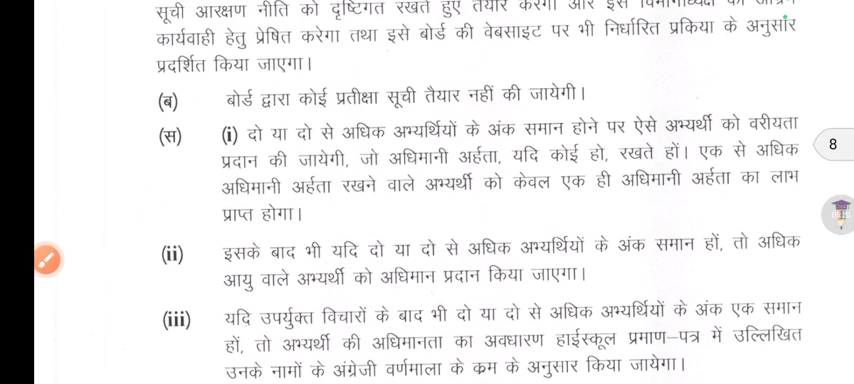 सूची आरक्षण नीति को दृष्टिगत रखते हुए तैयार करेगा और इसे विभागाध्यक्ष को
कार्यवाही हेतु प्रेषित करेगा तथा इसे बोर्ड की वेबसाइट पर भी निर्धारित प्रकिया के अनुसार
प्रदर्शित किया जाएगा।
(ब) बोर्ड द्वारा कोई प्रतीक्षा सूची तैयार नहीं की जायेगी।
(स) (i) दो या दो से अधिक अभ्यर्थियों के अंक समान होने पर ऐसे अभ्यर्थी को वरीयता
प्रदान की जायेगी, जो अधिमानी अर्हता, यदि कोई हो, रखते हों। एक से अधिक
अधिमानी अर्हता रखने वाले अभ्यर्थी को केवल एक ही अधिमानी अर्हता का लाभ
प्राप्त होगा।
(ii) इसके बाद भी यदि दो या दो से अधिक अभ्यर्थियों के अंक समान हों, तो अधिक
आयु वाले अभ्यर्थी को अधिमान प्रदान किया जाएगा।
(iii) यदि उपर्युक्त विचारों के बाद भी दो या दो से अधिक अभ्यर्थियों के अंक एक समान
हों, तो अभ्यर्थी की अधिमानता का अवधारण हाईस्कूल प्रमाण–पत्र में उल्लिखित
उनके नामों के अंग्रेजी वर्णमाला के क्रम के अनुसार किया जायेगा।
8